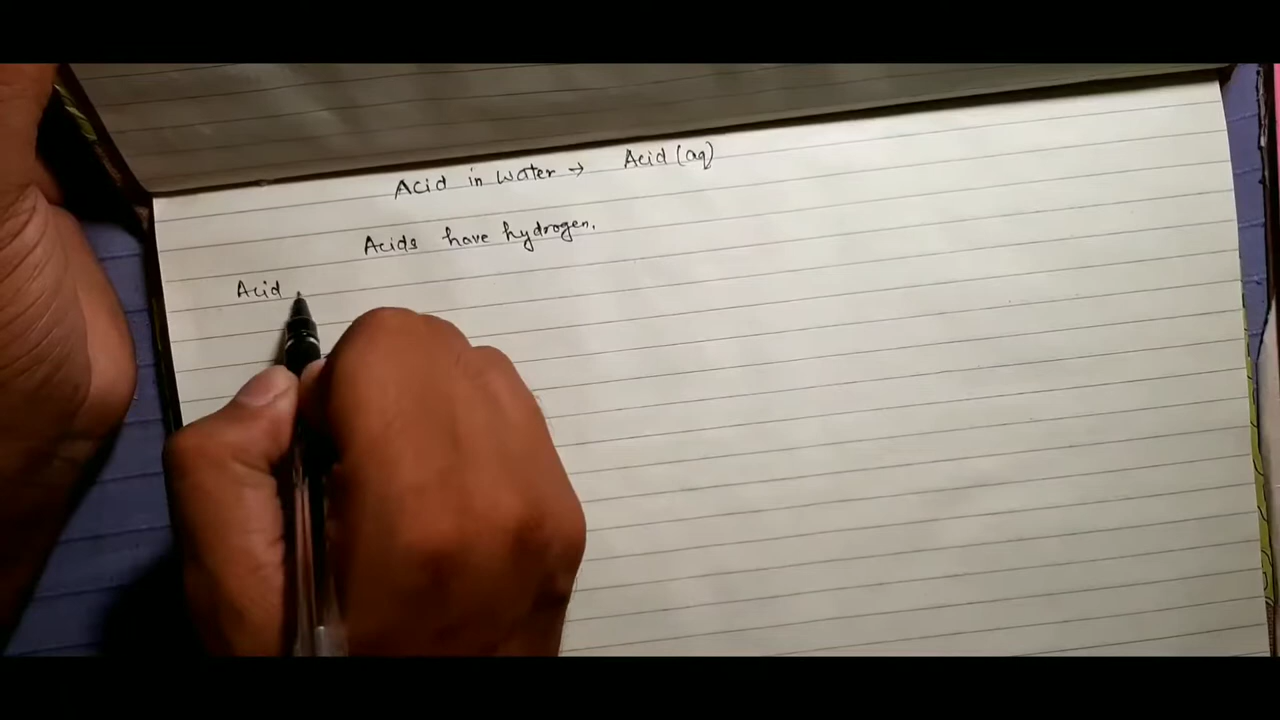 Acid in water → Acid (aq)
Acids have hydrogen.
Acid